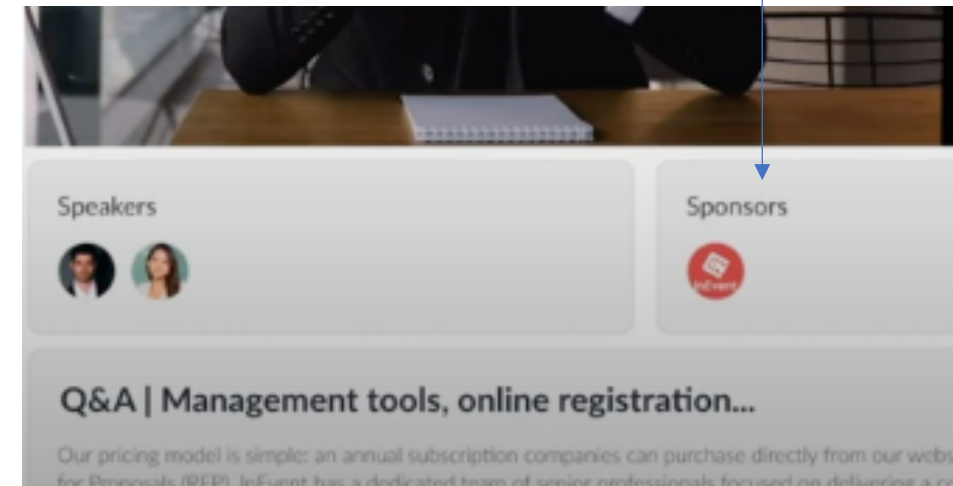 Speakers
Sponsors
InEvent
Q&A | Management tools, online registration...
Our pricing model is simple: an annual subscription companies can purchase directly from our webs
for Proposals (RFP). InEvent has a dedicated team of senior professionals focused on delivering a c